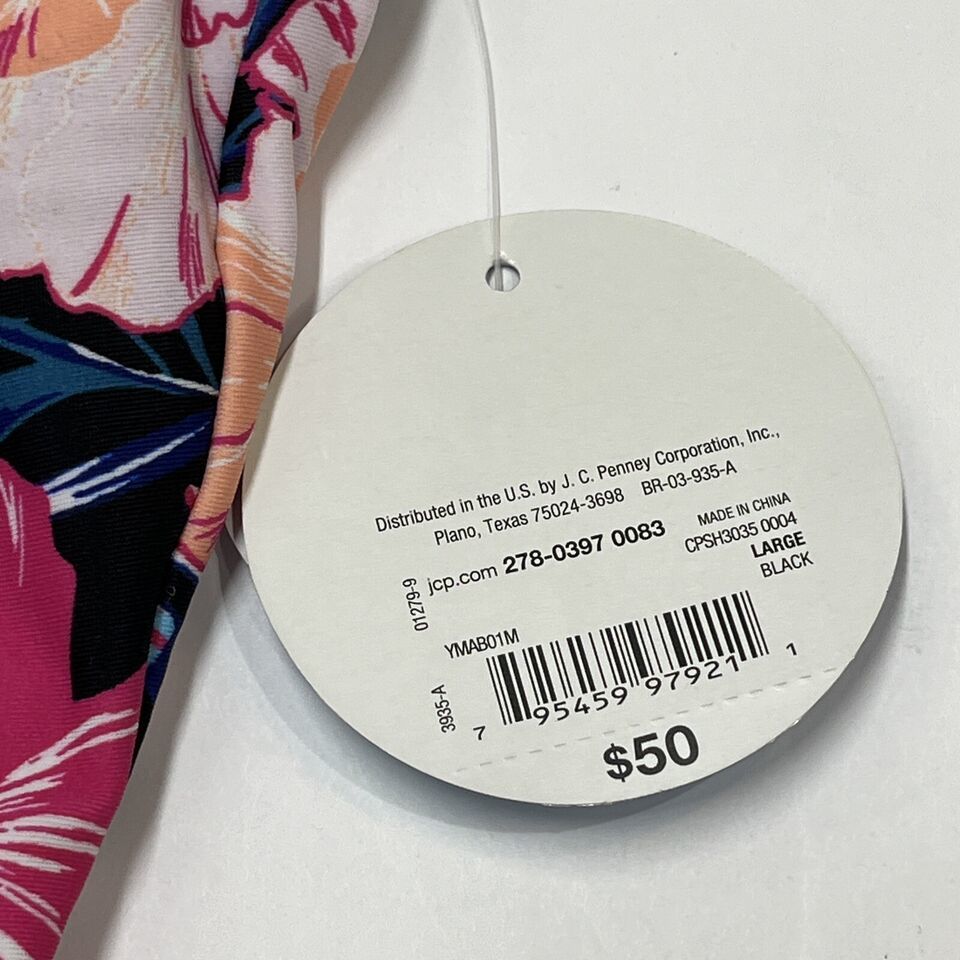 Distributed in the U.S. by J. C. Penney Corporation, Inc.,
Plano, Texas 75024-3698 BR-03-935-A
jcp.com 278-0397 0083
MADE IN CHINA
CPSH3035 0004
LARGE
BLACK
01279-9
YMAB01M
3935-A
7 95459 97921 1
$50